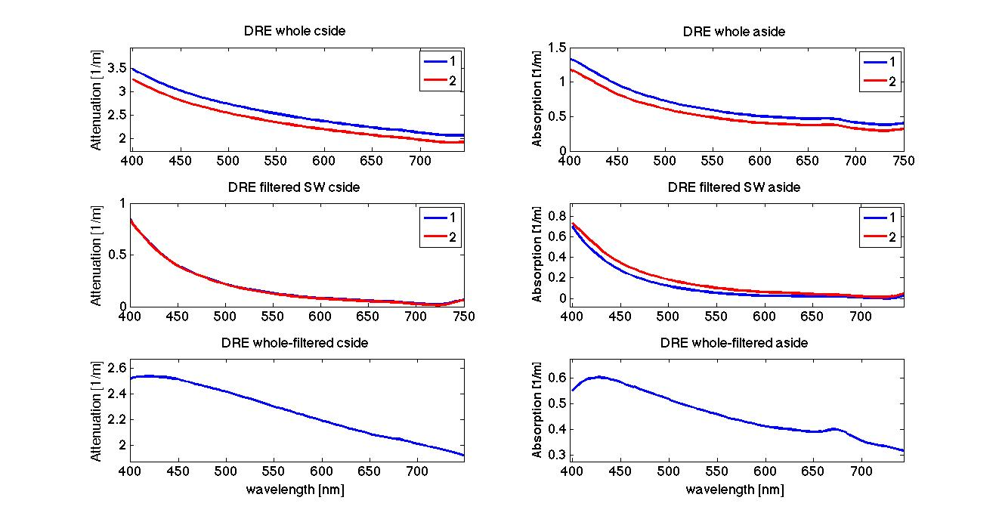 DRE whole cside
Attenuation [1/m]
3.5
3
2.5
2
400 450 500 550 600 650 700
1
2
DRE whole aside
Absorption [1/m]
1.5
1
0.5
0
400 450 500 550 600 650 700 750
1
2
DRE filtered SW cside
Attenuation [1/m]
1
0.5
0
400 450 500 550 600 650 700 750
1
2
DRE filtered SW aside
Absorption [1/m]
0.8
0.6
0.4
0.2
0
400 450 500 550 600 650 700
1
2
DRE whole-filtered cside
Attenuation [1/m]
2.6
2.4
2.2
2
400 450 500 550 600 650 700
wavelength [nm]
DRE whole-filtered aside
Absorption [1/m]
0.6
0.5
0.4
0.3
400 450 500 550 600 650 700
wavelength [nm]